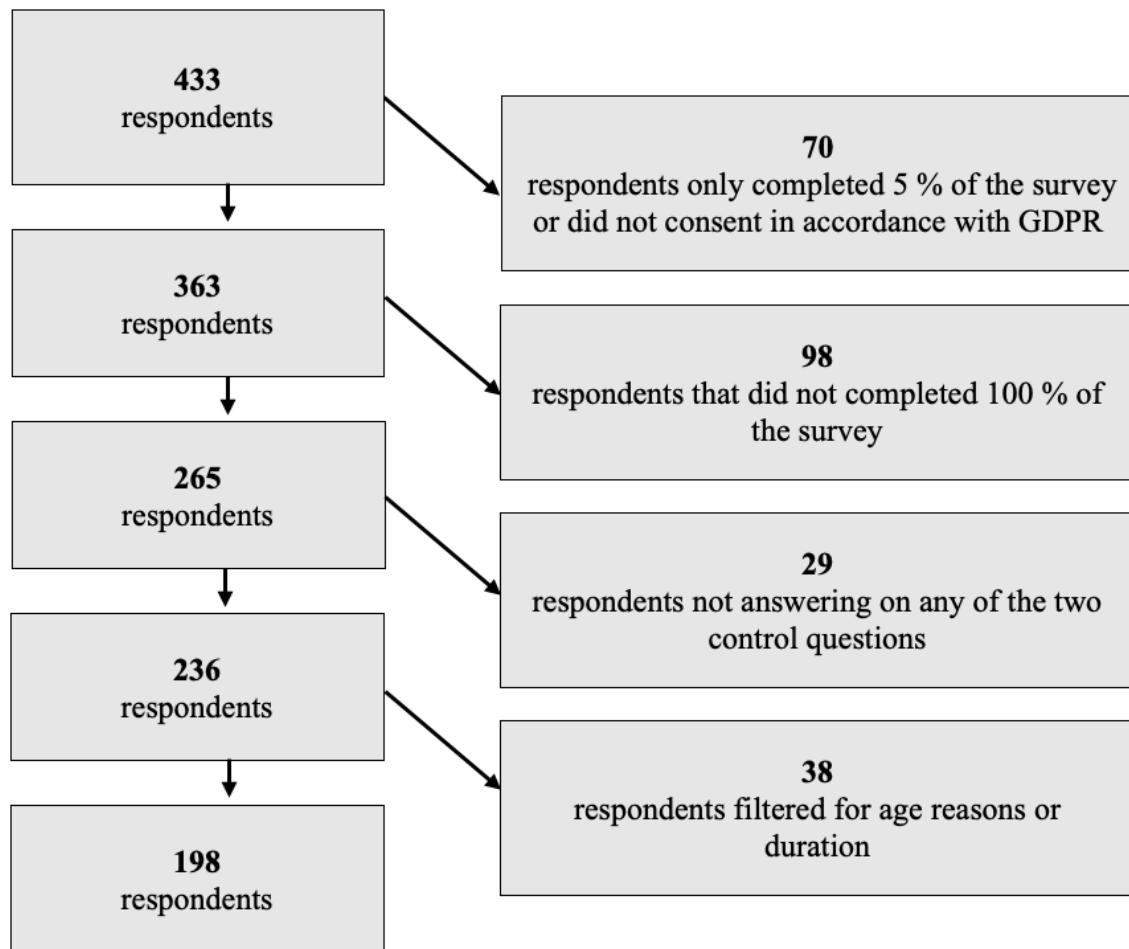 433
respondents
70
respondents only completed 5 % of the survey
or did not consent in accordance with GDPR
363
respondents
98
respondents that did not completed 100 % of
the survey
265
respondents
29
respondents not answering on any of the two
control questions
236
respondents
38
respondents filtered for age reasons or
duration
198
respondents